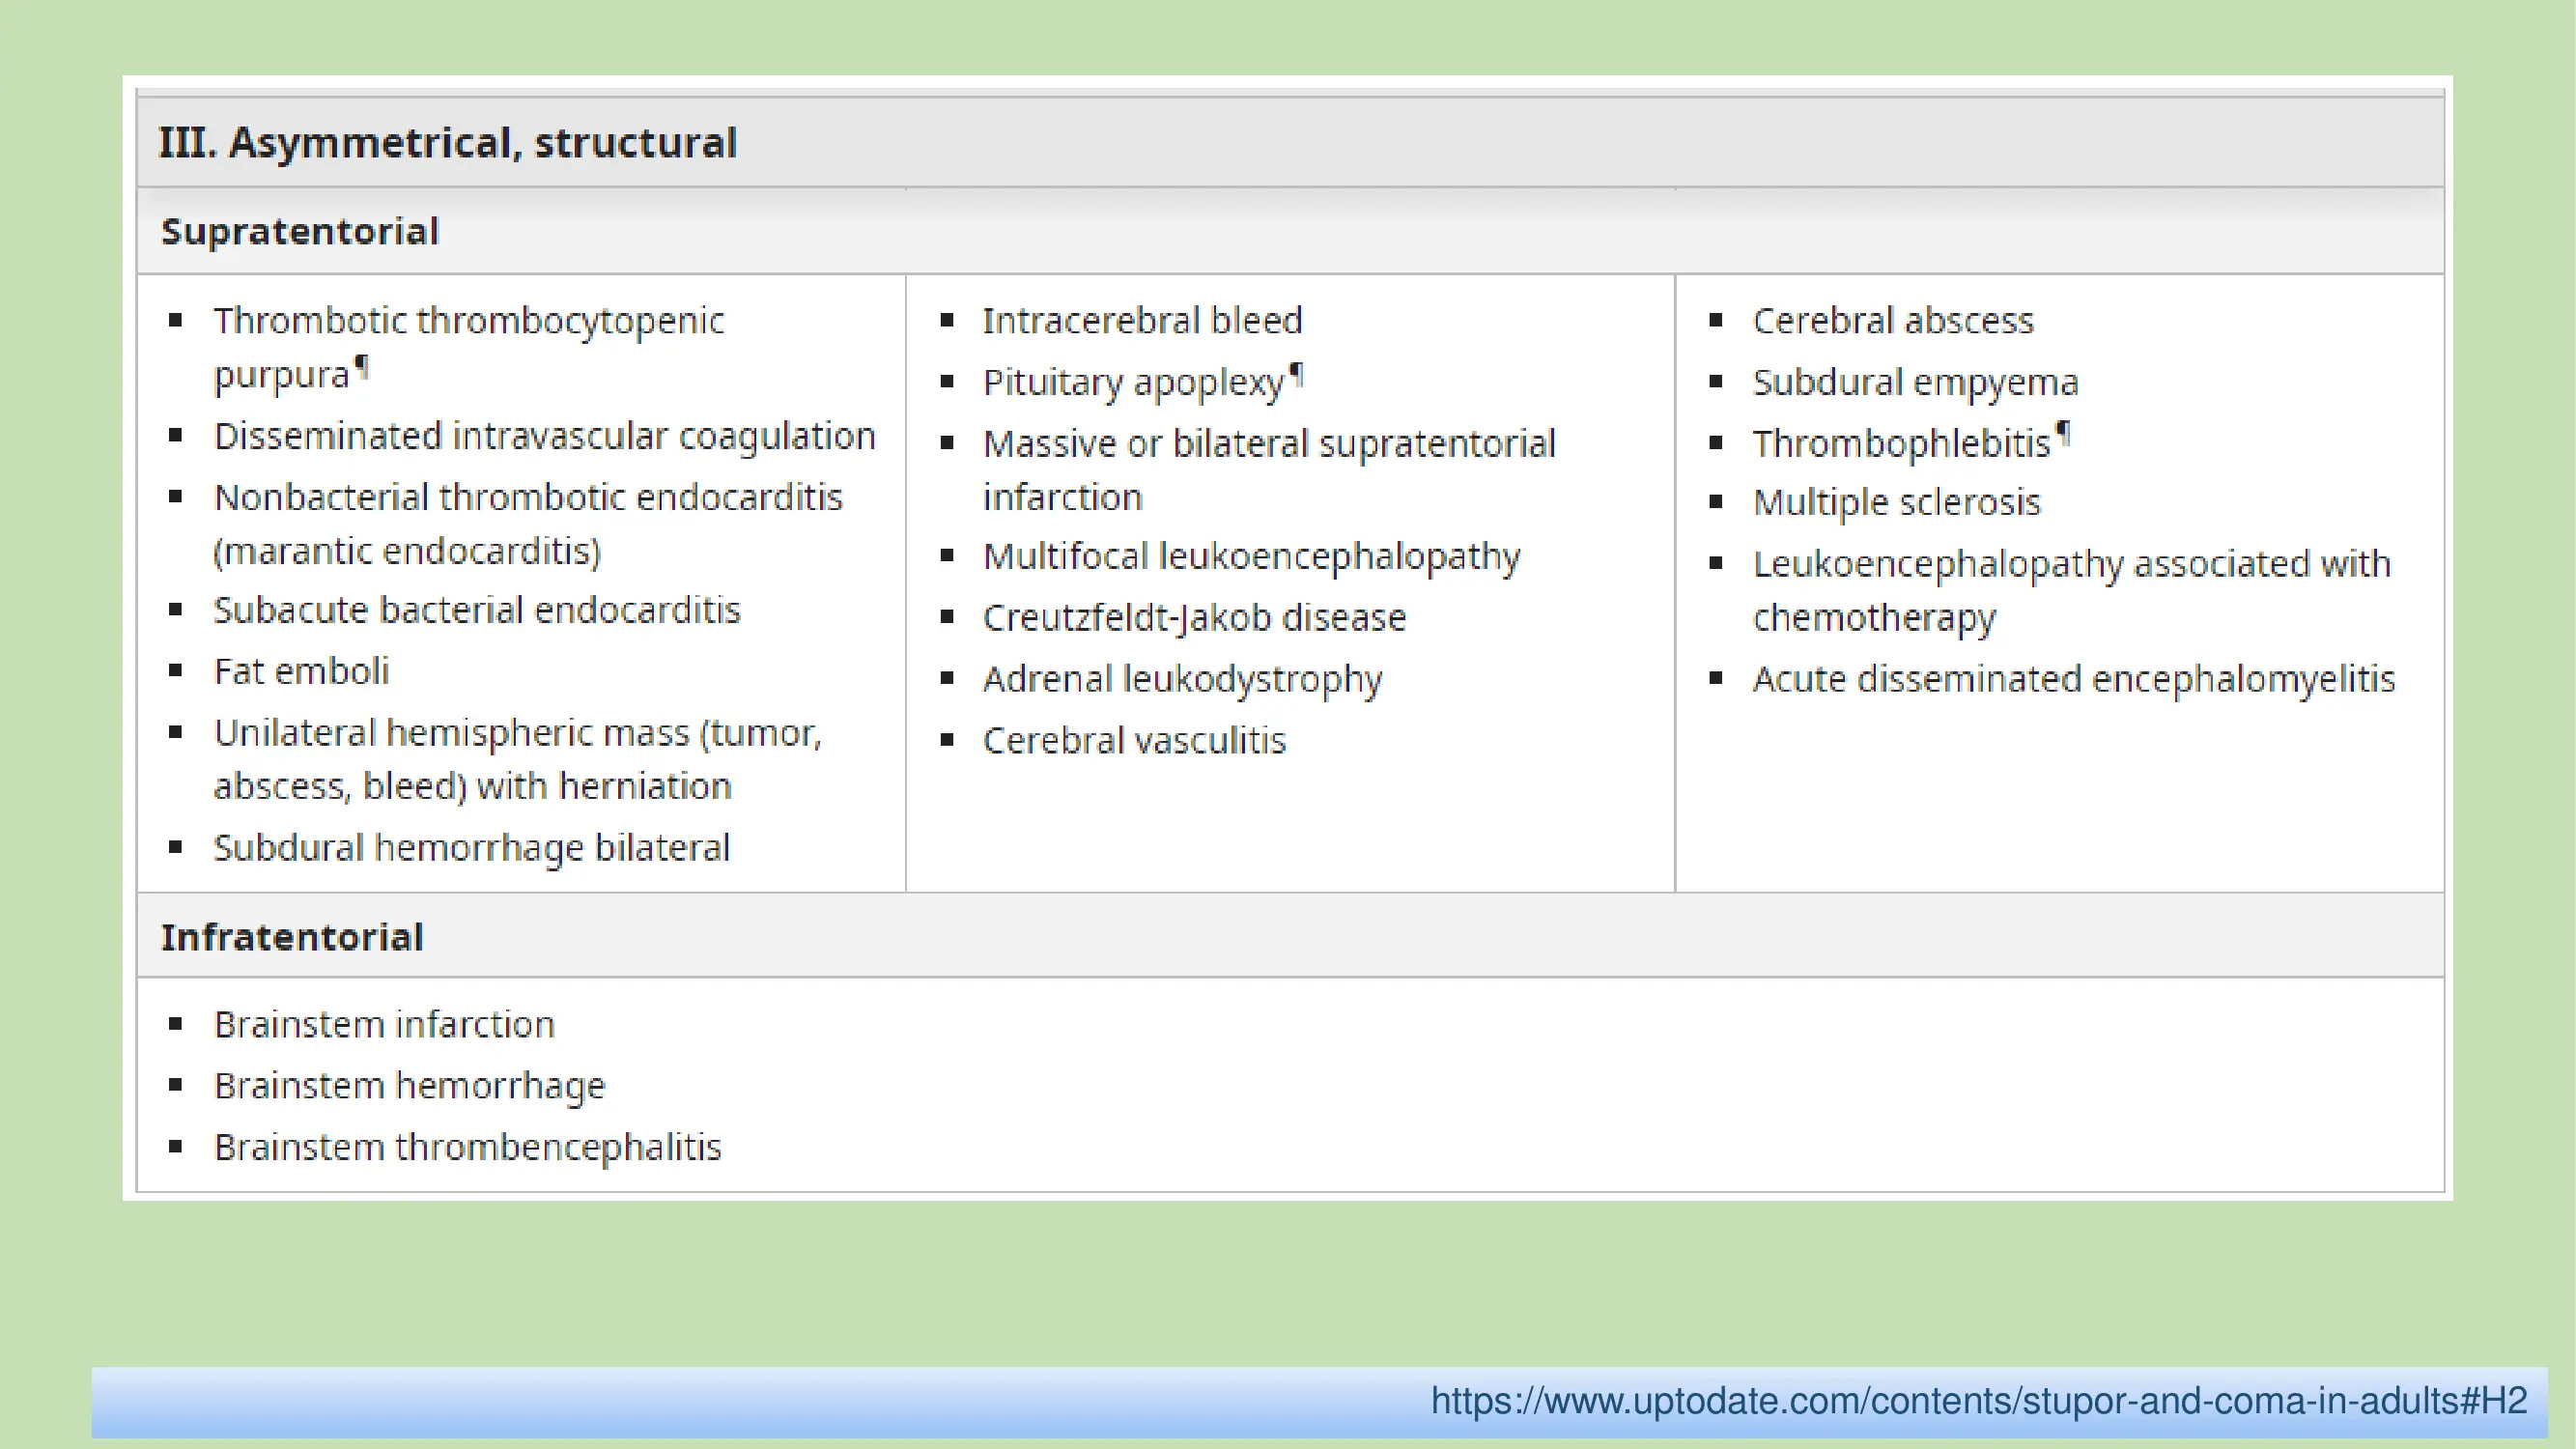 III. Asymmetrical, structural
Supratentorial
▪ Thrombotic thrombocytopenic
purpura¶
▪ Disseminated intravascular coagulation
▪ Nonbacterial thrombotic endocarditis
(marantic endocarditis)
▪ Subacute bacterial endocarditis
▪ Fat emboli
▪ Unilateral hemispheric mass (tumor,
abscess, bleed) with herniation
▪ Subdural hemorrhage bilateral
▪ Intracerebral bleed
▪ Pituitary apoplexy¶
▪ Massive or bilateral supratentorial
infarction
▪ Multifocal leukoencephalopathy
▪ Creutzfeldt-Jakob disease
▪ Adrenal leukodystrophy
▪ Cerebral vasculitis
▪ Cerebral abscess
▪ Subdural empyema
▪ Thrombophlebitis¶
▪ Multiple sclerosis
▪ Leukoencephalopathy associated with
chemotherapy
▪ Acute disseminated encephalomyelitis
Infratentorial
▪ Brainstem infarction
▪ Brainstem hemorrhage
▪ Brainstem thrombencephalitis
https://www.uptodate.com/contents/stupor-and-coma-in-adults#H2